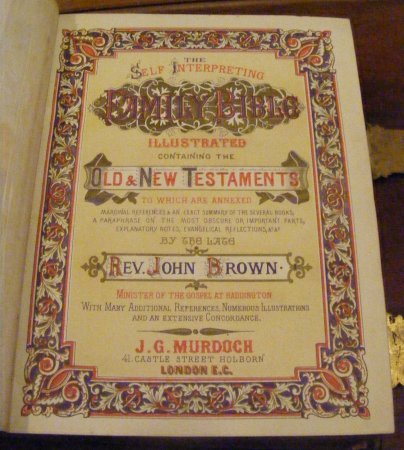 THE
SELF INTERPRETING
FAMILY BIBLE
ILLUSTRATED
CONTAINING THE
OLD & NEW TESTAMENTS
TO WHICH ARE ANNEXED
MARGINAL REFERENCES & AN EXACT SUMMARY OF THE SEVERAL BOOKS,
A PARAPHRASE ON THE MOST OBSCURE OR IMPORTANT PARTS,
EXPLANATORY NOTES, EVANGELICAL REFLECTIONS, &c &c
BY THE LATE
REV. JOHN BROWN.
MINISTER OF THE GOSPEL AT HADDINGTON
WITH MANY ADDITIONAL REFERENCES, NUMEROUS ILLUSTRATIONS
AND AN EXTENSIVE CONCORDANCE.
J. G. MURDOCH
41, CASTLE STREET HOLBORN
LONDON E.C.